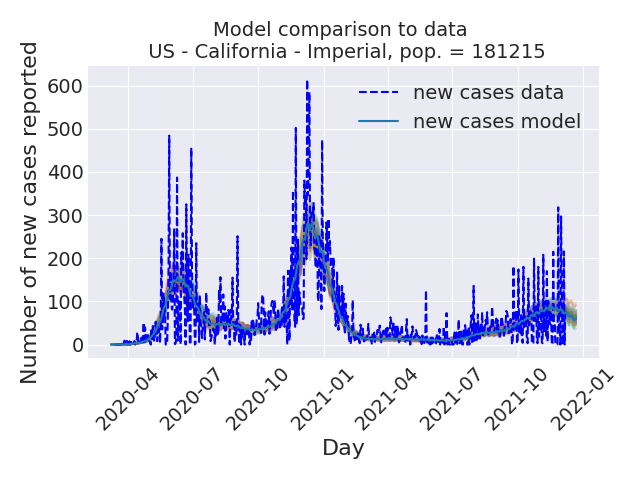 Model comparison to data
US - California - Imperial, pop. = 181215
Number of new cases reported
600
500
400
300
200
100
0
new cases data
new cases model
2020-04
2020-07
2020-10
2021-01
2021-04
2021-07
2021-10
2022-01
Day